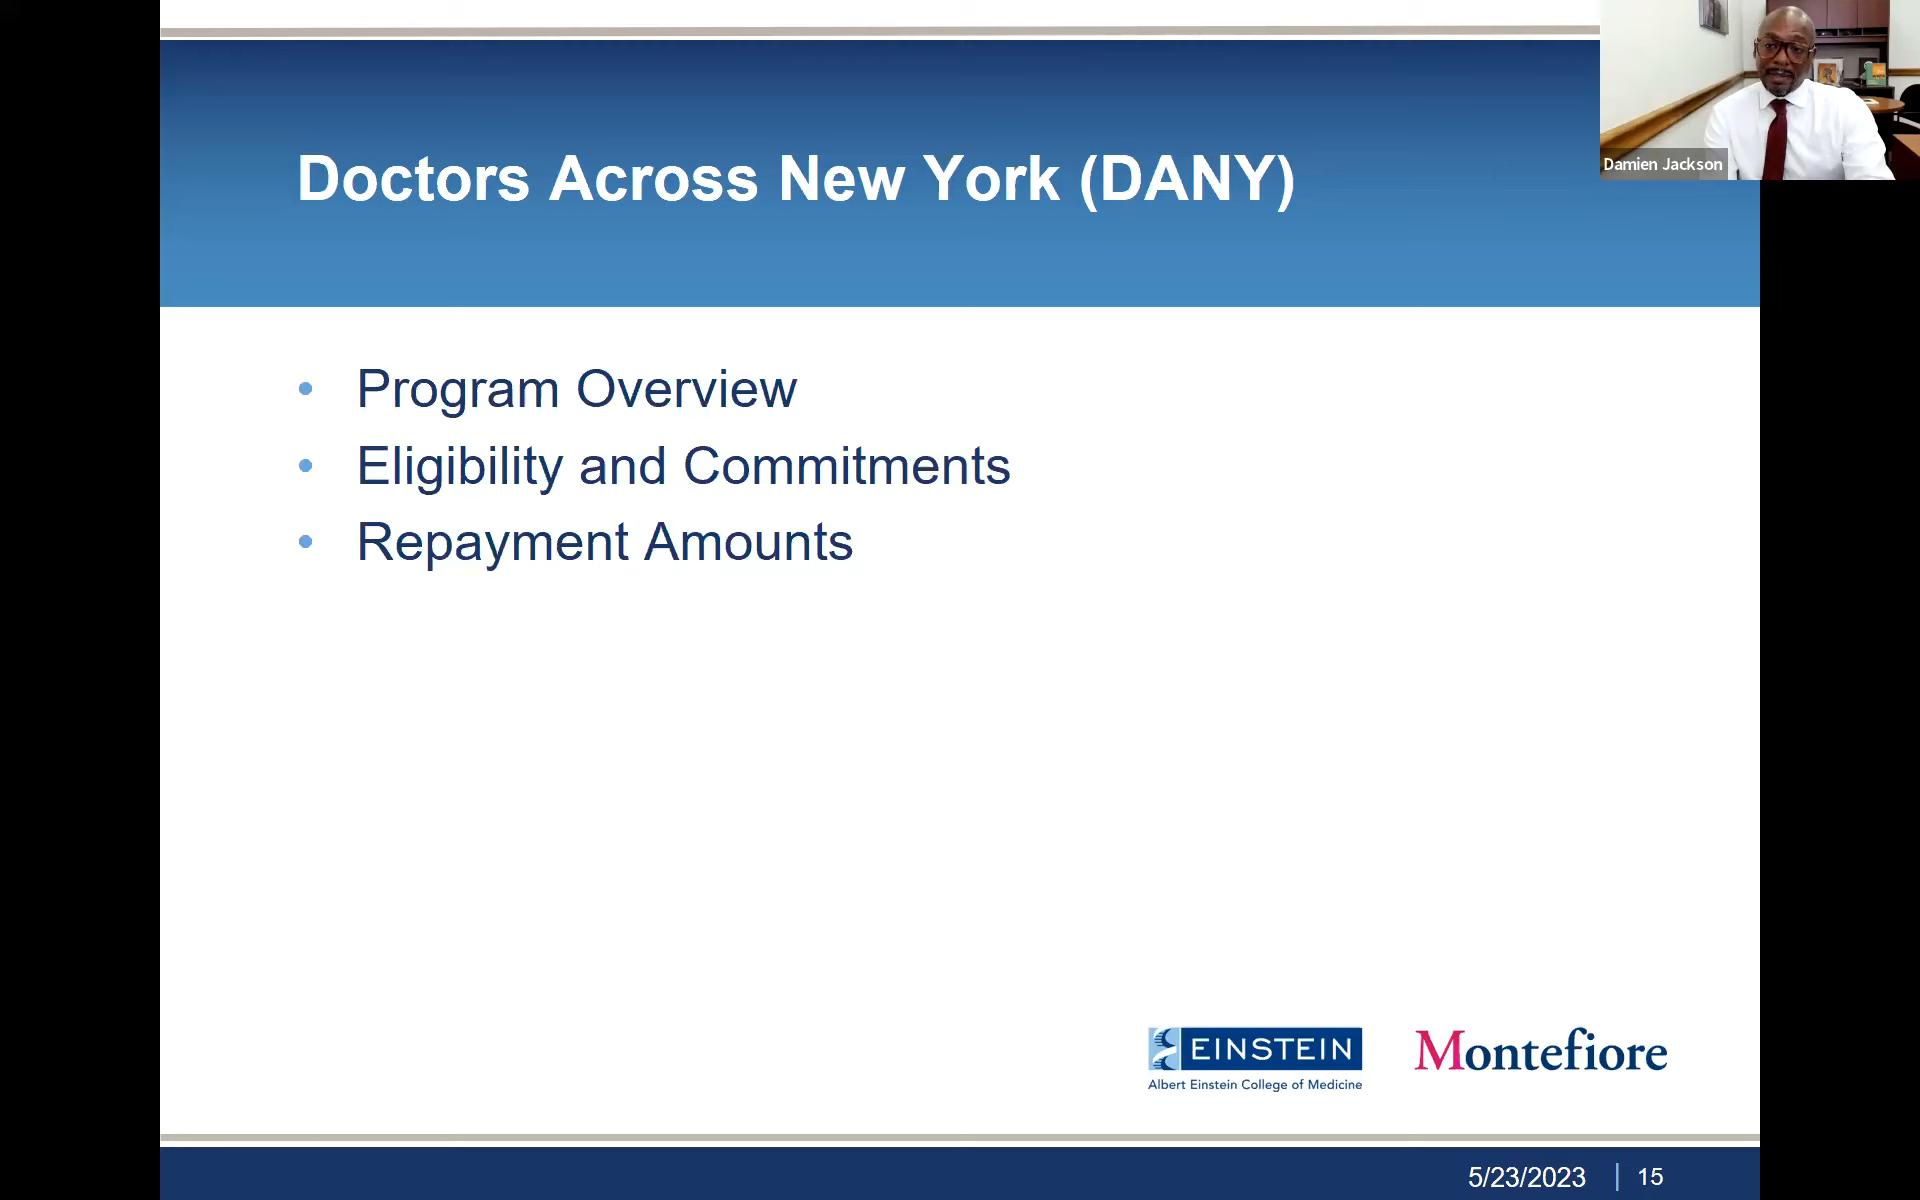 Doctors Across New York (DANY)
Damien Jackson
• Program Overview
• Eligibility and Commitments
• Repayment Amounts
EINSTEIN
Albert Einstein College of Medicine
Montefiore
5/23/2023 | 15